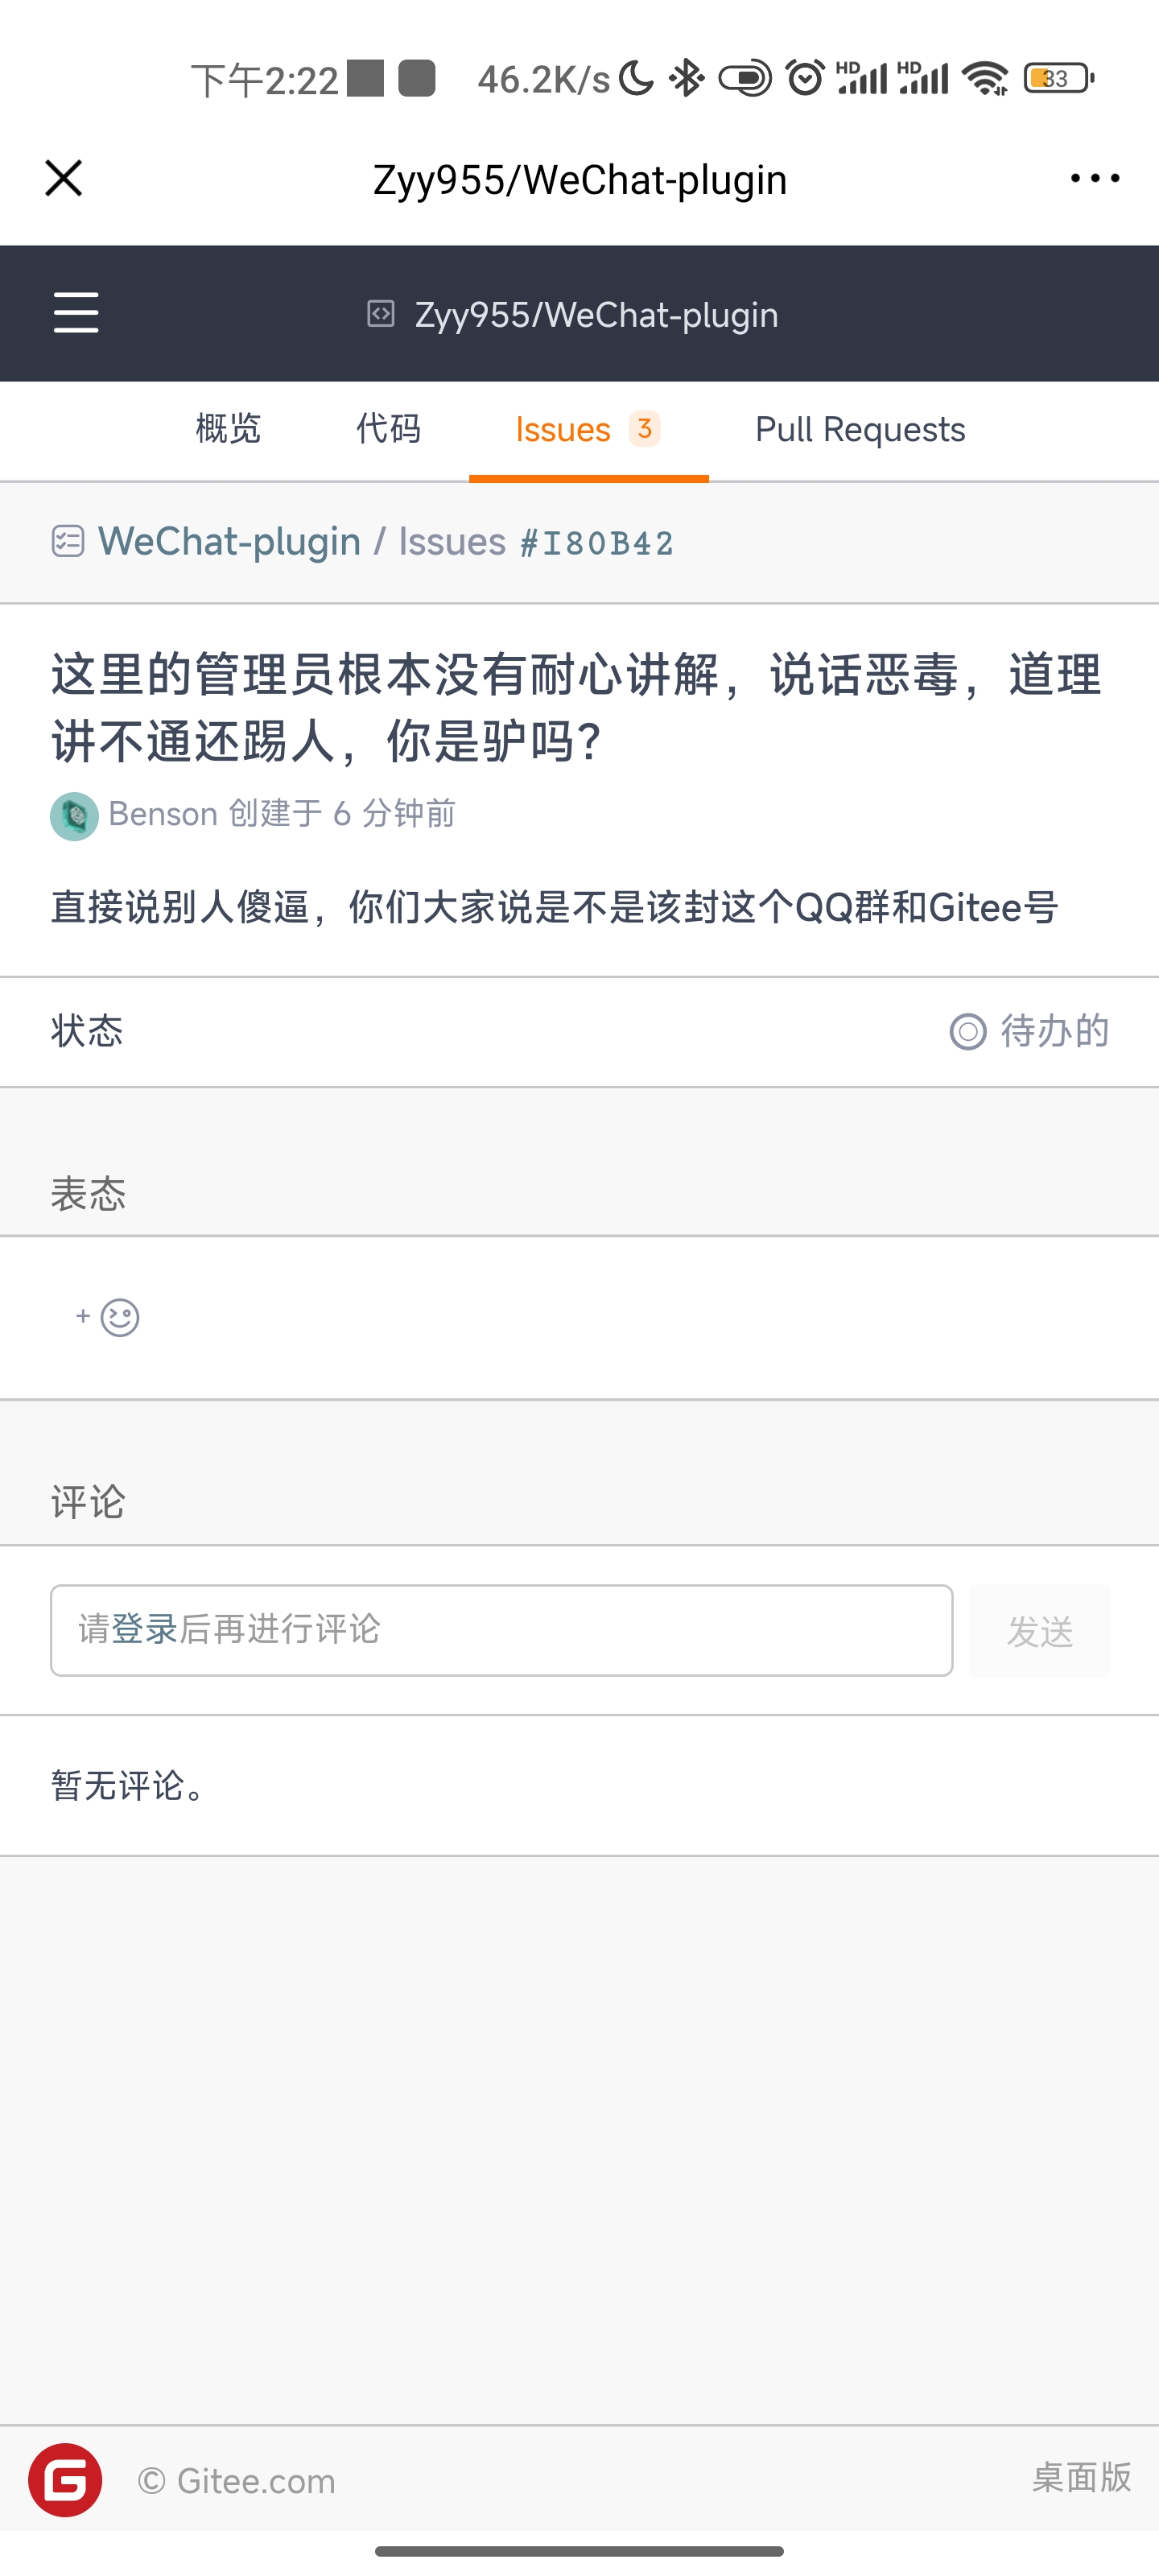 下午2:22 46.2K/s HD HD 33
Zyy955/WeChat-plugin
Zyy955/WeChat-plugin
概览 代码 Issues 3 Pull Requests
WeChat-plugin / Issues #I80B42
这里的管理员根本没有耐心讲解，说话恶毒，道理
讲不通还踢人，你是驴吗？
Benson 创建于 6 分钟前
直接说别人傻逼，你们大家说是不是该封这个QQ群和Gitee号
状态 待办的
表态
+
评论
请登录后再进行评论 发送
暂无评论。
G © Gitee.com 桌面版